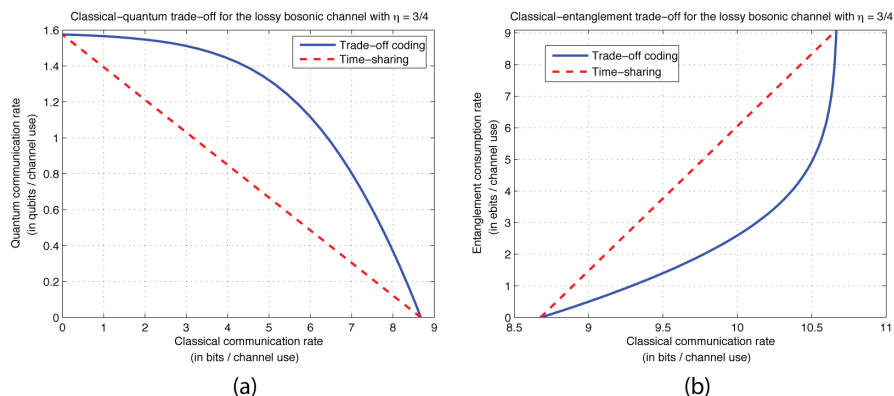 Classical−quantum trade−off for the lossy bosonic channel with η = 3/4
1.6
1.4
1.2
1
0.8
0.6
0.4
0.2
0
Quantum communication rate
(in qubits / channel use)
Trade−off coding
Time−sharing
0 1 2 3 4 5 6 7 8 9
Classical communication rate
(in bits / channel use)
(a)
Classical−entanglement trade−off for the lossy bosonic channel with η = 3/4
9
8
7
6
5
4
3
2
1
0
Entanglement consumption rate
(in ebits / channel use)
Trade−off coding
Time−sharing
8.5 9 9.5 10 10.5 11
Classical communication rate
(in bits / channel use)
(b)